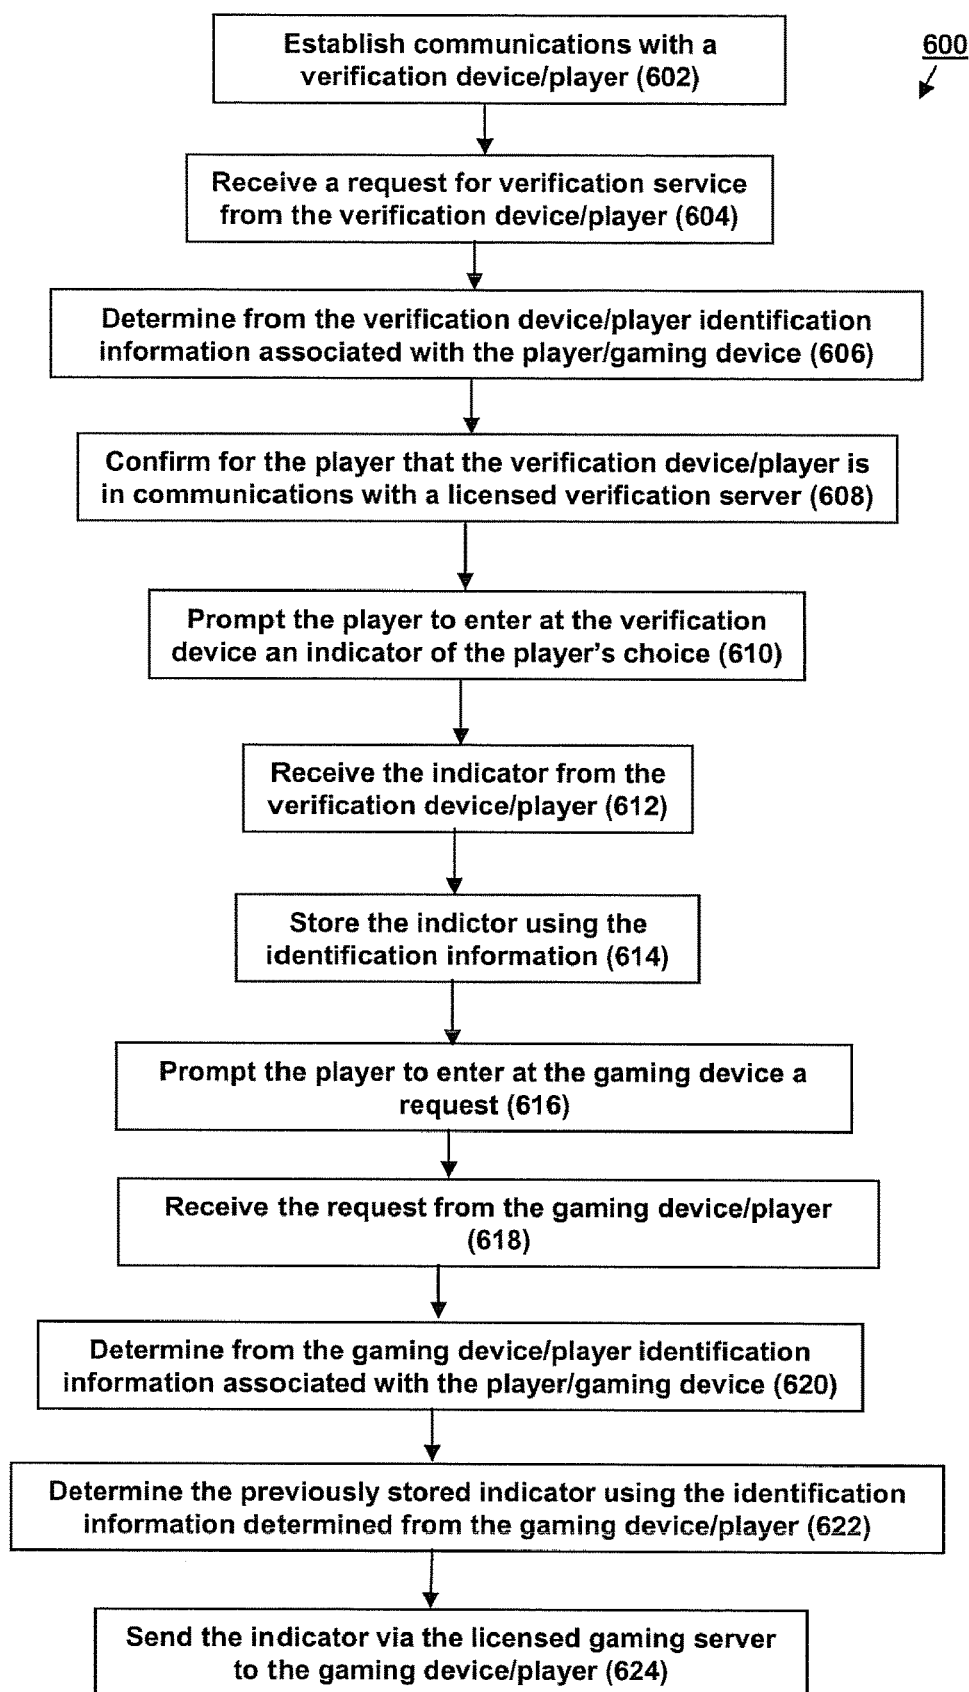 600
Establish communications with a
verification device/player (602)
Receive a request for verification service
from the verification device/player (604)
Determine from the verification device/player identification
information associated with the player/gaming device (606)
Confirm for the player that the verification device/player is
in communications with a licensed verification server (608)
Prompt the player to enter at the verification
device an indicator of the player's choice (610)
Receive the indicator from the
verification device/player (612)
Store the indictor using the
identification information (614)
Prompt the player to enter at the gaming device a
request (616)
Receive the request from the gaming device/player
(618)
Determine from the gaming device/player identification
information associated with the player/gaming device (620)
Determine the previously stored indicator using the identification
information determined from the gaming device/player (622)
Send the indicator via the licensed gaming server
to the gaming device/player (624)